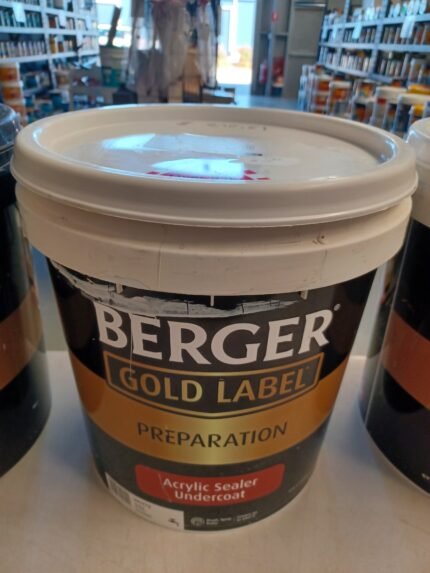 BERGER
GOLD LABEL
PREPARATION
Acrylic Sealer
Undercoat